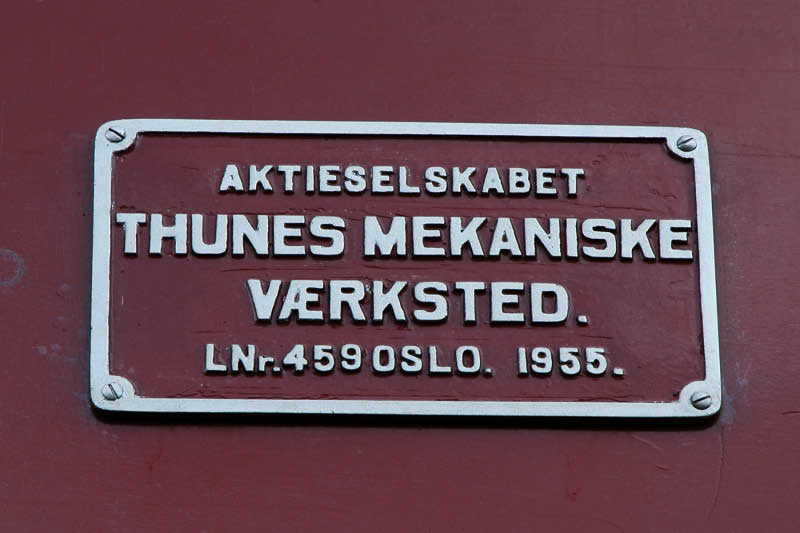 AKTIESELSKABET
THUNES MEKANISKE
VÆRKSTED.
LNr.459 OSLO. 1955.